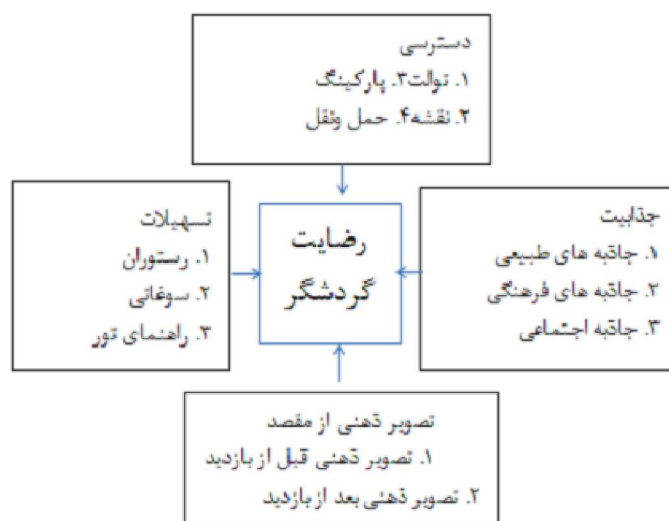 دسترسی
۱. توالت۳. پارکینگ
۲. نقشه۴. حمل ونقل
جذابیت
۱. جاذبه های طبیعی
۲. جاذبه های فرهنگی
۳. جاذبه اجتماعی
رضایت
گردشگر
تسهیلات
۱. رستوران
۲. سوغاتی
۳. راهنمای تور
تصویر ذهنی از مقصد
۱. تصویر ذهنی قبل از بازدید
۲. تصویر ذهنی بعد از بازدید